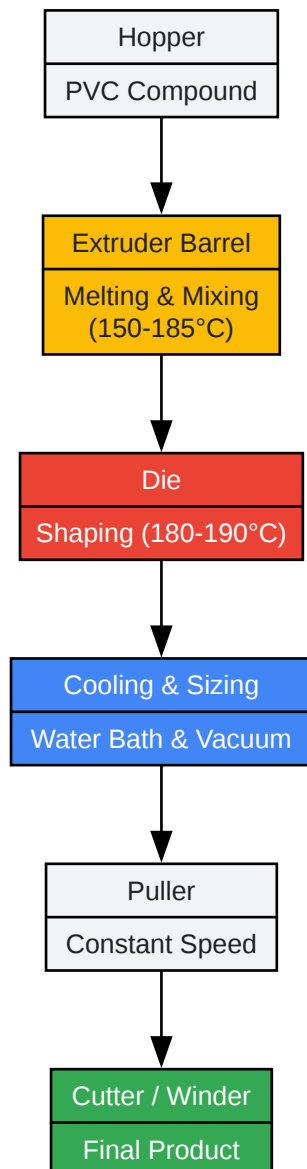 Hopper
PVC Compound
Extruder Barrel
Melting & Mixing
(150-185°C)
Die
Shaping (180-190°C)
Cooling & Sizing
Water Bath & Vacuum
Puller
Constant Speed
Cutter / Winder
Final Product